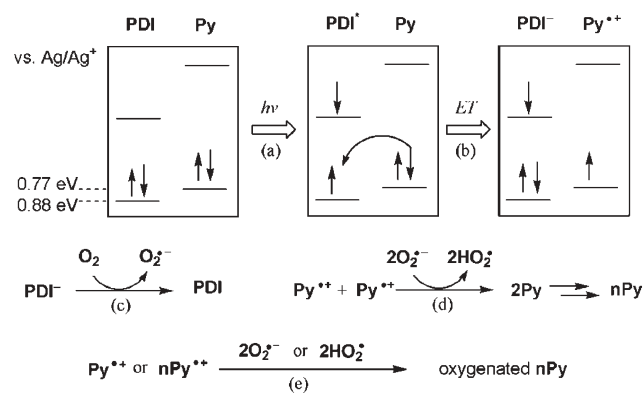 PDI Py PDI* Py PDI⁻ Py•⁺
vs. Ag/Ag⁺
hν ET
(a) (b)
0.77 eV
0.88 eV
O₂ O₂•⁻ 2O₂•⁻ 2HO₂•
PDI⁻ PDI Py•⁺ + Py•⁺ 2Py nPy
(c) (d)
2O₂•⁻ or 2HO₂•
Py•⁺ or nPy•⁺ oxygenated nPy
(e)